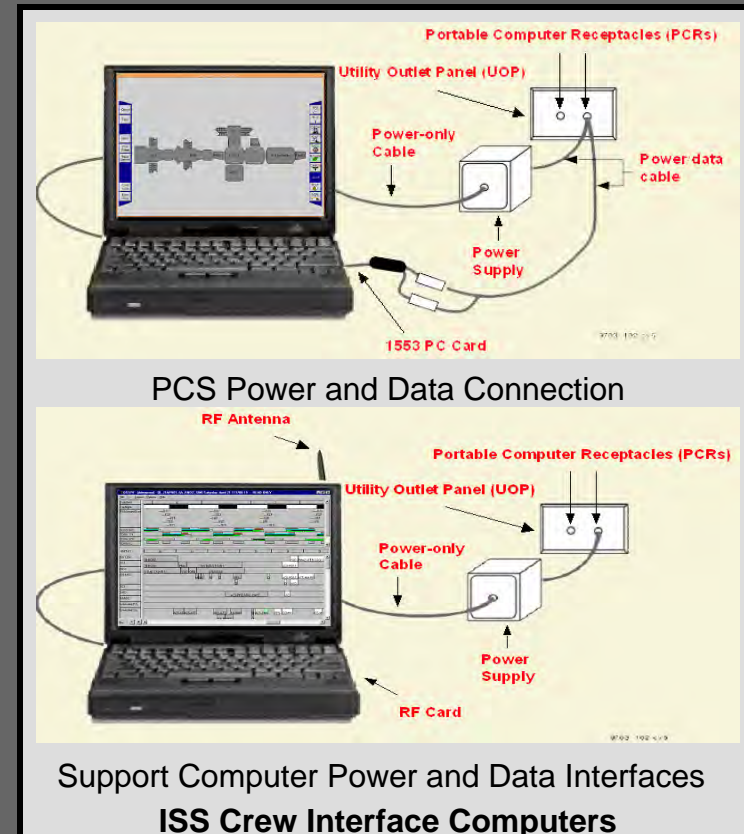 Portable Computer Receptacles (PCRs)
Utility Outlet Panel (UOP)
Power-only
Cable
Power data
cable
Power
Supply
1553 PC Card
PCS Power and Data Connection
RF Antenna
Portable Computer Receptacles (PCRs)
Utility Outlet Panel (UOP)
Power-only
Cable
Power
Supply
RF Card
Support Computer Power and Data Interfaces
ISS Crew Interface Computers